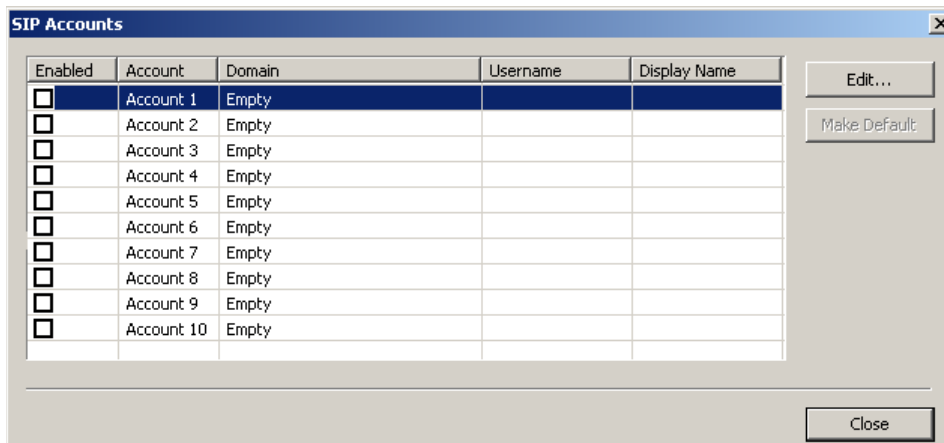 SIP Accounts
Enabled Account Domain Username Display Name
Edit...
Account 1 Empty
Make Default
Account 2 Empty
Account 3 Empty
Account 4 Empty
Account 5 Empty
Account 6 Empty
Account 7 Empty
Account 8 Empty
Account 9 Empty
Account 10 Empty
Close